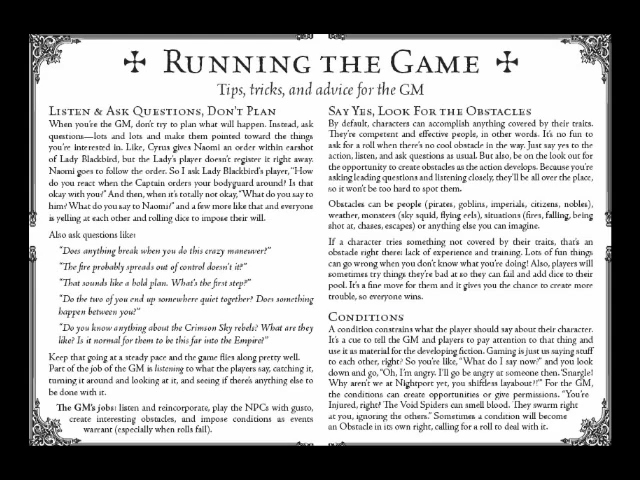 Running the Game
Tips, tricks, and advice for the GM
Listen & Ask Questions, Don't Plan
When you're the GM, don't try to plan what will happen. Instead, ask
questions—lots and lots and make them pointed toward the things
you're interested in. Like, Cyrus gives Naomi an order within earshot
of Lady Blackbird, but the Lady's player doesn't register it right away.
Naomi goes to follow the order. So I ask Lady Blackbird's player, "How
do you react when the Captain orders your bodyguard around? Is that
okay with you?" And then, when it's totally not okay, "What do you say to
him? What do you say to Naomi?" and a few more like that and everyone
is yelling at each other and rolling dice to impose their will.
Also ask questions like:
"Does anything break when you do this crazy maneuver?"
"The fire probably spreads out of control doesn't it?"
"That sounds like a bold plan. What's the first step?"
"Do the two of you end up somewhere quiet together? Does something
happen between you?"
"Do you know anything about the Crimson Sky rebels? What are they
like? Is it normal for them to be this far into the Empire?"
Keep that going at a steady pace and the game flies along pretty well.
Part of the job of the GM is listening to what the players say, catching it,
turning it around and looking at it, and seeing if there's anything else to
be done with it.
The GM's jobs: listen and reincorporate, play the NPCs with gusto,
create interesting obstacles, and impose conditions as events
warrant (especially when rolls fail).
Say Yes, Look For the Obstacles
By default, characters can accomplish anything covered by their traits.
They're competent and effective people, in other words. It's no fun to
ask for a roll when there's no cool obstacle in the way. Just say yes to the
action, listen, and ask questions as usual. But also, be on the look out for
the opportunity to create obstacles as the action develops. Because you're
asking leading questions and listening closely, they'll be all over the place,
so it won't be too hard to spot them.
Obstacles can be people (pirates, goblins, imperials, citizens, nobles),
weather, monsters (sky squid, flying eels), situations (fires, falling, being
shot at, chases, escapes) or anything else you can imagine.
If a character tries something not covered by their traits, that's an
obstacle right there: lack of experience and training. Lots of fun things
can go wrong when you don't know what you're doing! Also, players will
sometimes try things they're bad at so they can fail and add dice to their
pool. It's a fine move for them and it gives you the chance to create more
trouble, so everyone wins.
Conditions
A condition constrains what the player should say about their character.
It's a cue to tell the GM and players to pay attention to that thing and
use it as material for the developing fiction. Gaming is just us saying stuff
to each other, right? So you're like, "What do I say now?" and you look
down and go, "Oh, I'm angry. I'll go be angry at someone then. 'Snargle!
Why aren't we at Nightport yet, you shiftless layabout?!'" For the GM,
the conditions can create opportunities or give permissions. "You're
Injured, right? The Void Spiders can smell blood. They swarm right
at you, ignoring the others." Sometimes a condition will become
an Obstacle in its own right, calling for a roll to deal with it.